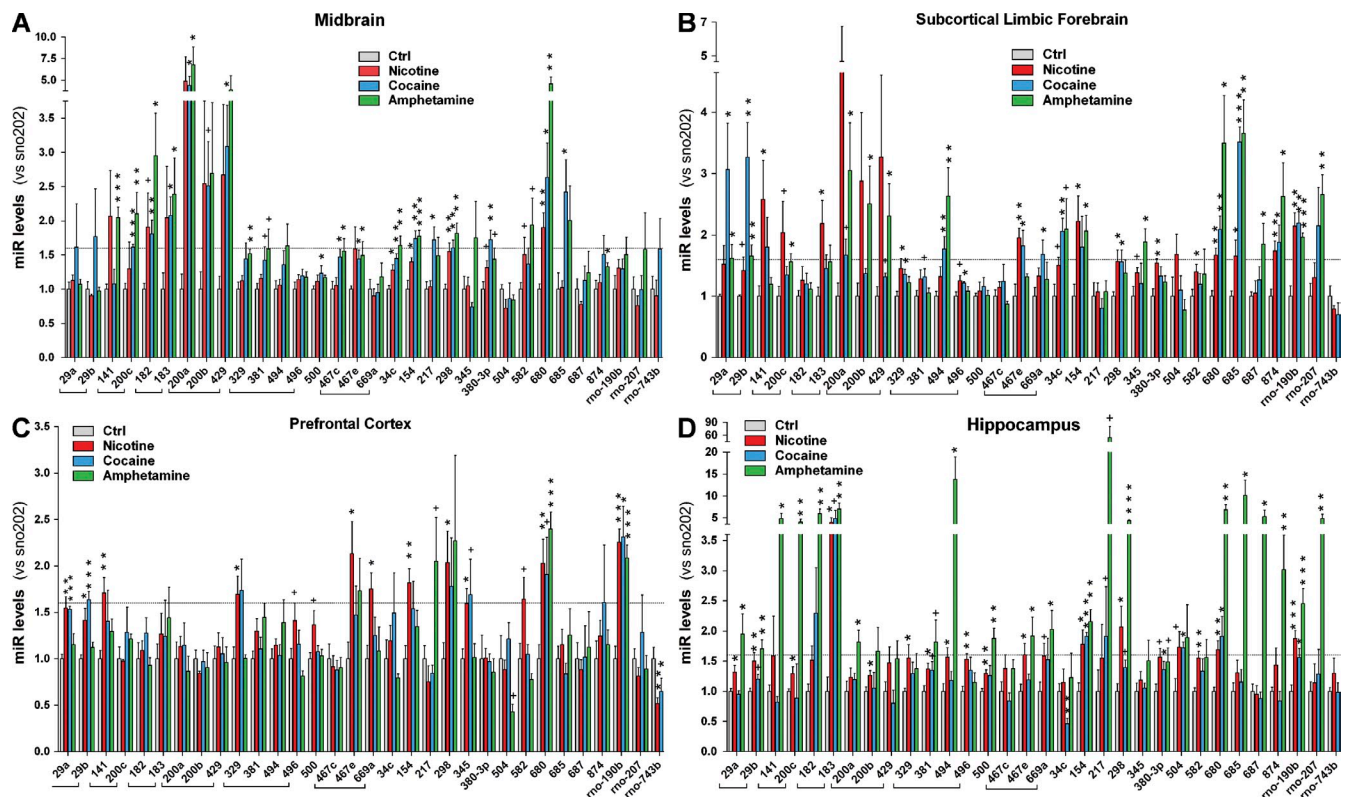 A
Midbrain
miR levels (vs sno202)
10.0
7.5
5.0
3.5
3.0
2.5
2.0
1.5
1.0
0.5
0.0
Ctrl
Nicotine
Cocaine
Amphetamine
29a 29b 141 200c 182 183 200a 200b 429 329 381 494 496 500 467c 467e 669a 34c 154 217 298 345 380-3p 504 582 680 685 687 874 rno-190b rno-207 rno-743b
B
Subcortical Limbic Forebrain
miR levels (vs sno202)
7
5
4
3
2
1
0
Ctrl
Nicotine
Cocaine
Amphetamine
29a 29b 141 200c 182 183 200a 200b 429 329 381 494 496 500 467c 467e 669a 34c 154 217 298 345 380-3p 504 582 680 685 687 874 rno-190b rno-207 rno-743b
C
Prefrontal Cortex
miR levels (vs sno202)
3.5
3.0
2.5
2.0
1.5
1.0
0.5
0.0
Ctrl
Nicotine
Cocaine
Amphetamine
29a 29b 141 200c 182 183 200a 200b 429 329 381 494 496 500 467c 467e 669a 34c 154 217 298 345 380-3p 504 582 680 685 687 874 rno-190b rno-207 rno-743b
D
Hippocampus
miR levels (vs sno202)
90
60
20
15
10
5
3.5
3.0
2.5
2.0
1.5
1.0
0.5
0.0
Ctrl
Nicotine
Cocaine
Amphetamine
29a 29b 141 200c 182 183 200a 200b 429 329 381 494 496 500 467c 467e 669a 34c 154 217 298 345 380-3p 504 582 680 685 687 874 rno-190b rno-207 rno-743b